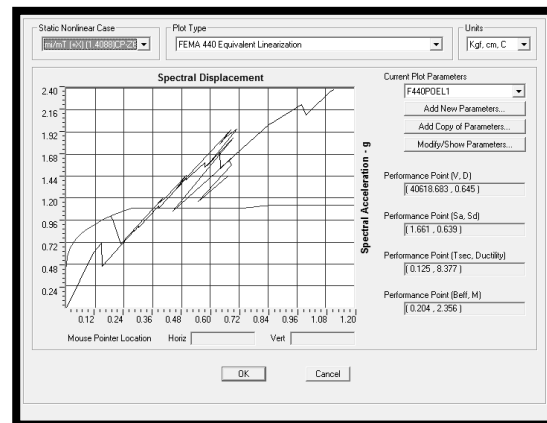 Static Nonlinear Case
Plot Type
Units
FEMA 440 Equivalent Linearization
Kgf, cm, C
Spectral Displacement
Current Plot Parameters
F440POEL1
Add New Parameters...
Add Copy of Parameters...
Modify/Show Parameters...
2.40
2.16
1.92
1.68
1.44
1.20
0.96
0.72
0.48
0.24
0.12 0.24 0.36 0.48 0.60 0.72 0.84 0.96 1.08 1.20
Spectral Acceleration - g
Performance Point (V, D)
( 40618.683 , 0.645 )
Performance Point (Sa, Sd)
( 1.661 , 0.639 )
Performance Point (Tsec, Ductility)
( 0.125 , 8.377 )
Performance Point (Beff, M)
( 0.204 , 2.356 )
Mouse Pointer Location Horiz Vert
OK Cancel